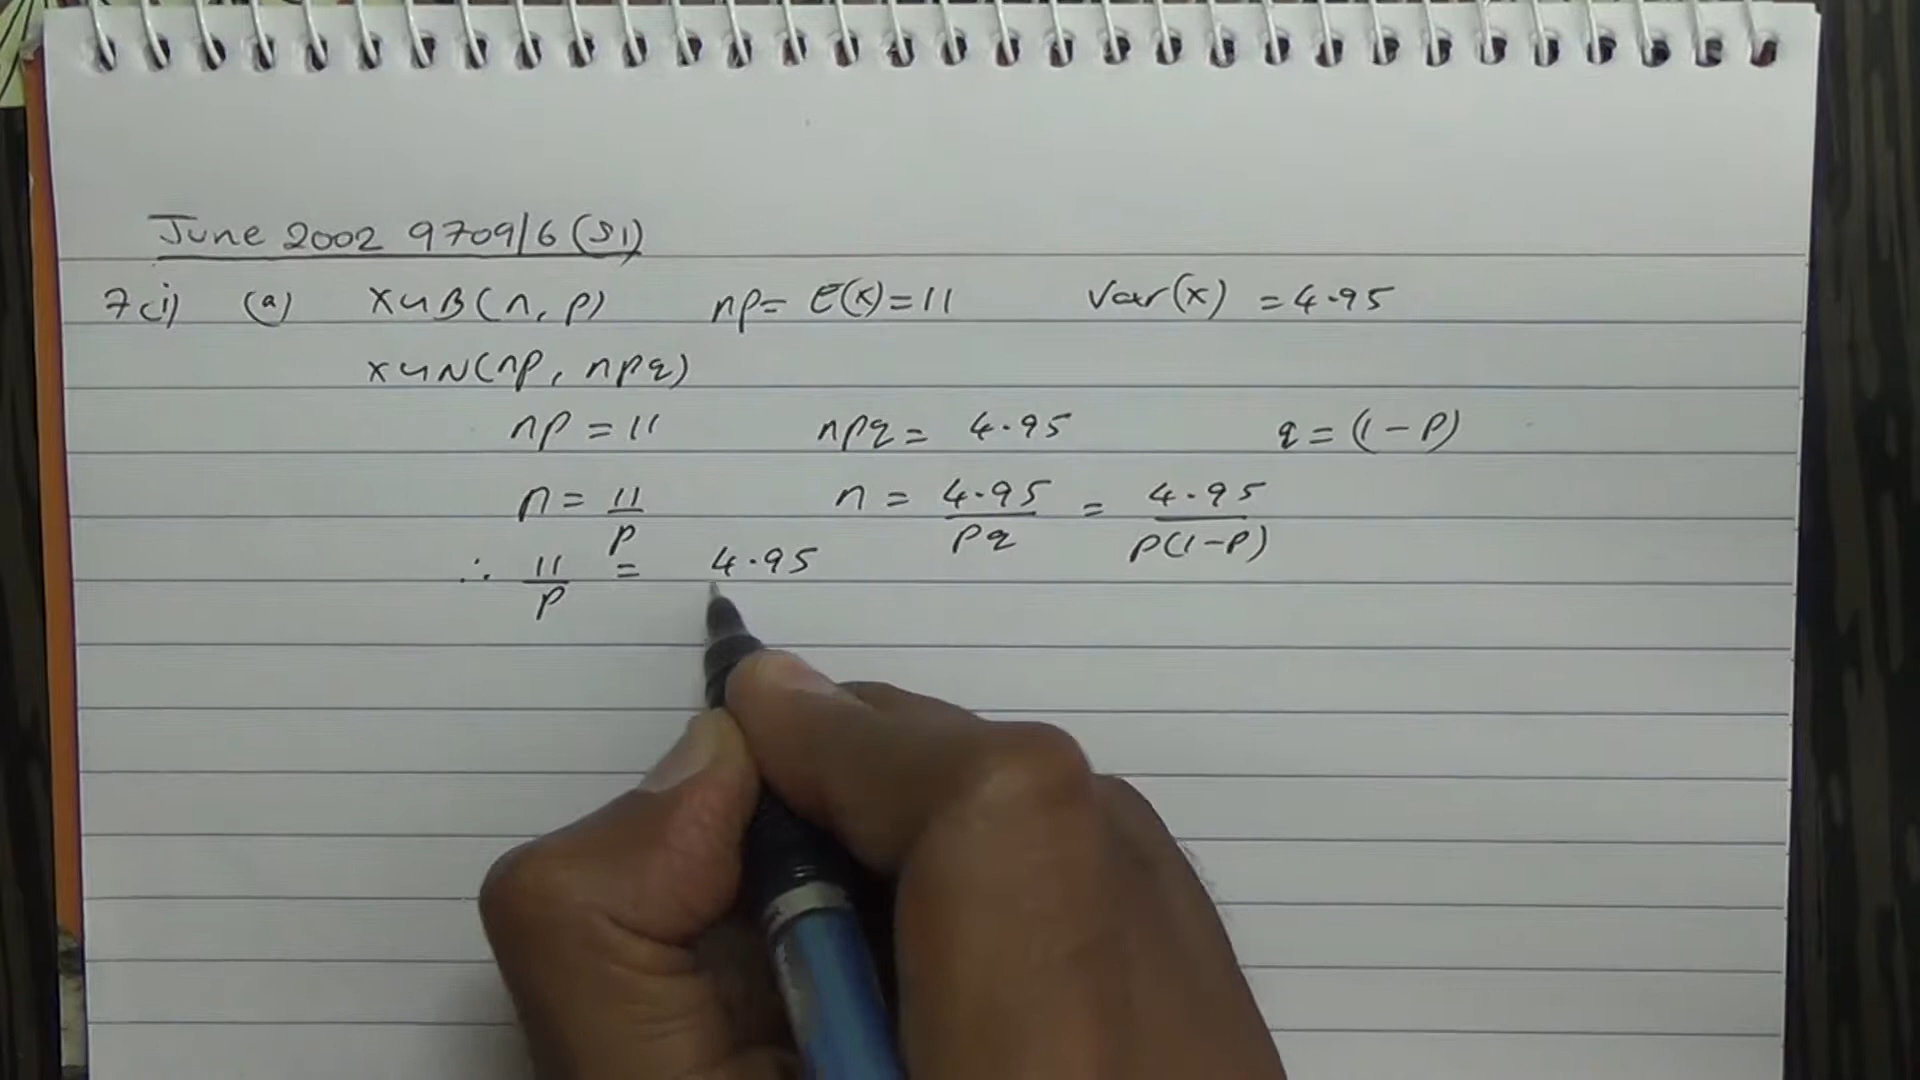 June 2002 9709/6 (S1)
7(i) (a) X~B(n, p) np = E(X) = 11 Var(X) = 4.95
X~N(np, npq)
np = 11 npq = 4.95 q = (1-p)
n = 11/p n = 4.95/pq = 4.95/p(1-p)
∴ 11/p = 4.95